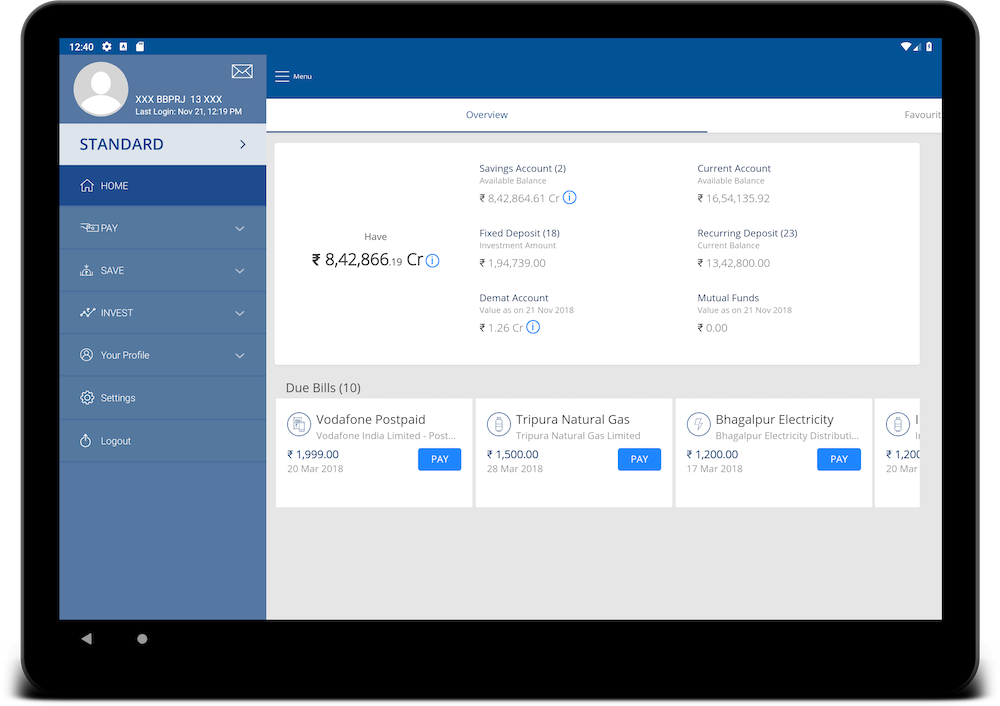 12:40
XXX BBPRJ 13 XXX
Last Login: Nov 21, 12:19 PM
STANDARD
HOME
PAY
SAVE
INVEST
Your Profile
Settings
Logout
Menu
Overview
Favourit
Have
₹ 8,42,866.19 Cr
Savings Account (2)
Available Balance
₹ 8,42,864.61 Cr
Current Account
Available Balance
₹ 16,54,135.92
Fixed Deposit (18)
Investment Amount
₹ 1,94,739.00
Recurring Deposit (23)
Current Balance
₹ 13,42,800.00
Demat Account
Value as on 21 Nov 2018
₹ 1.26 Cr
Mutual Funds
Value as on 21 Nov 2018
₹ 0.00
Due Bills (10)
Vodafone Postpaid
Vodafone India Limited - Post...
₹ 1,999.00
20 Mar 2018
PAY
Tripura Natural Gas
Tripura Natural Gas Limited
₹ 1,500.00
28 Mar 2018
PAY
Bhagalpur Electricity
Bhagalpur Electricity Distributi...
₹ 1,200.00
17 Mar 2018
PAY
₹ 1,200
20 Mar